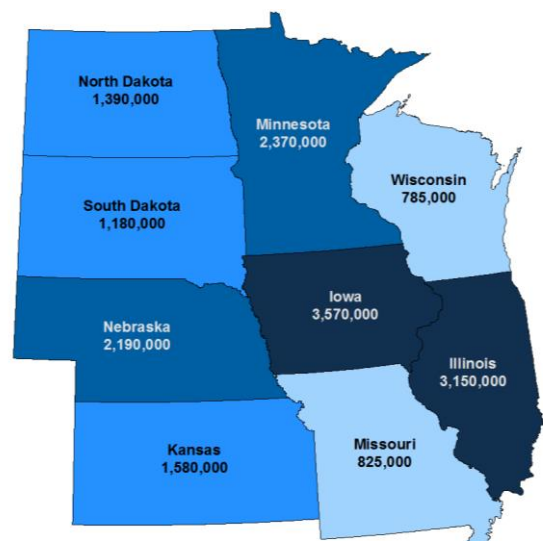 North Dakota
1,390,000
Minnesota
2,370,000
Wisconsin
785,000
South Dakota
1,180,000
Iowa
3,570,000
Nebraska
2,190,000
Illinois
3,150,000
Missouri
825,000
Kansas
1,580,000